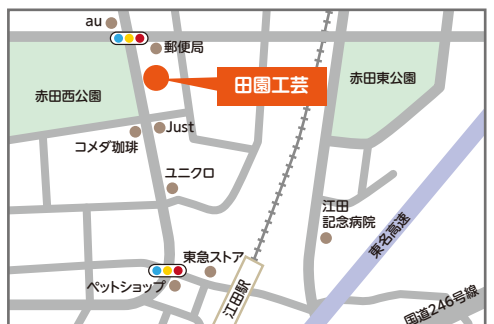 au
郵便局
田園工芸
赤田西公園
赤田東公園
Just
コメダ珈琲
ユニクロ
江田
記念病院
東名高速
東急ストア
江田駅
ペットショップ
国道246号線